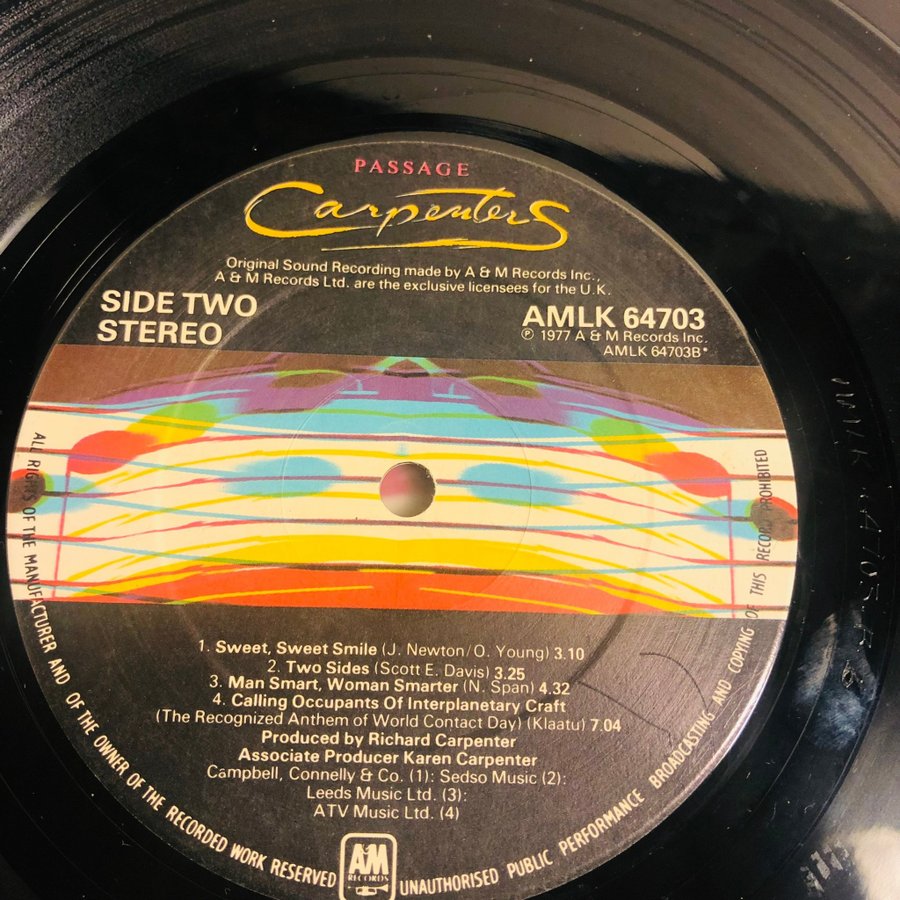 PASSAGE
Carpenters
Original Sound Recording made by A & M Records Inc.,
A & M Records Ltd. are the exclusive licensees for the U.K.
SIDE TWO
STEREO
AMLK 64703
℗ 1977 A & M Records Inc.
AMLK 64703B*
1. Sweet, Sweet Smile (J. Newton/O. Young) 3.10
2. Two Sides (Scott E. Davis) 3.25
3. Man Smart, Woman Smarter (N. Span) 4.32
4. Calling Occupants Of Interplanetary Craft
(The Recognized Anthem of World Contact Day) (Klaatu) 7.04
Produced by Richard Carpenter
Associate Producer Karen Carpenter
Campbell, Connelly & Co. (1): Sedso Music (2):
Leeds Music Ltd. (3):
ATV Music Ltd. (4)
ALL RIGHTS OF THE MANUFACTURER AND OF THE OWNER OF THE RECORDED WORK RESERVED
A&M
RECORDS
UNAUTHORISED PUBLIC PERFORMANCE BROADCASTING AND COPYING OF THIS RECORD PROHIBITED